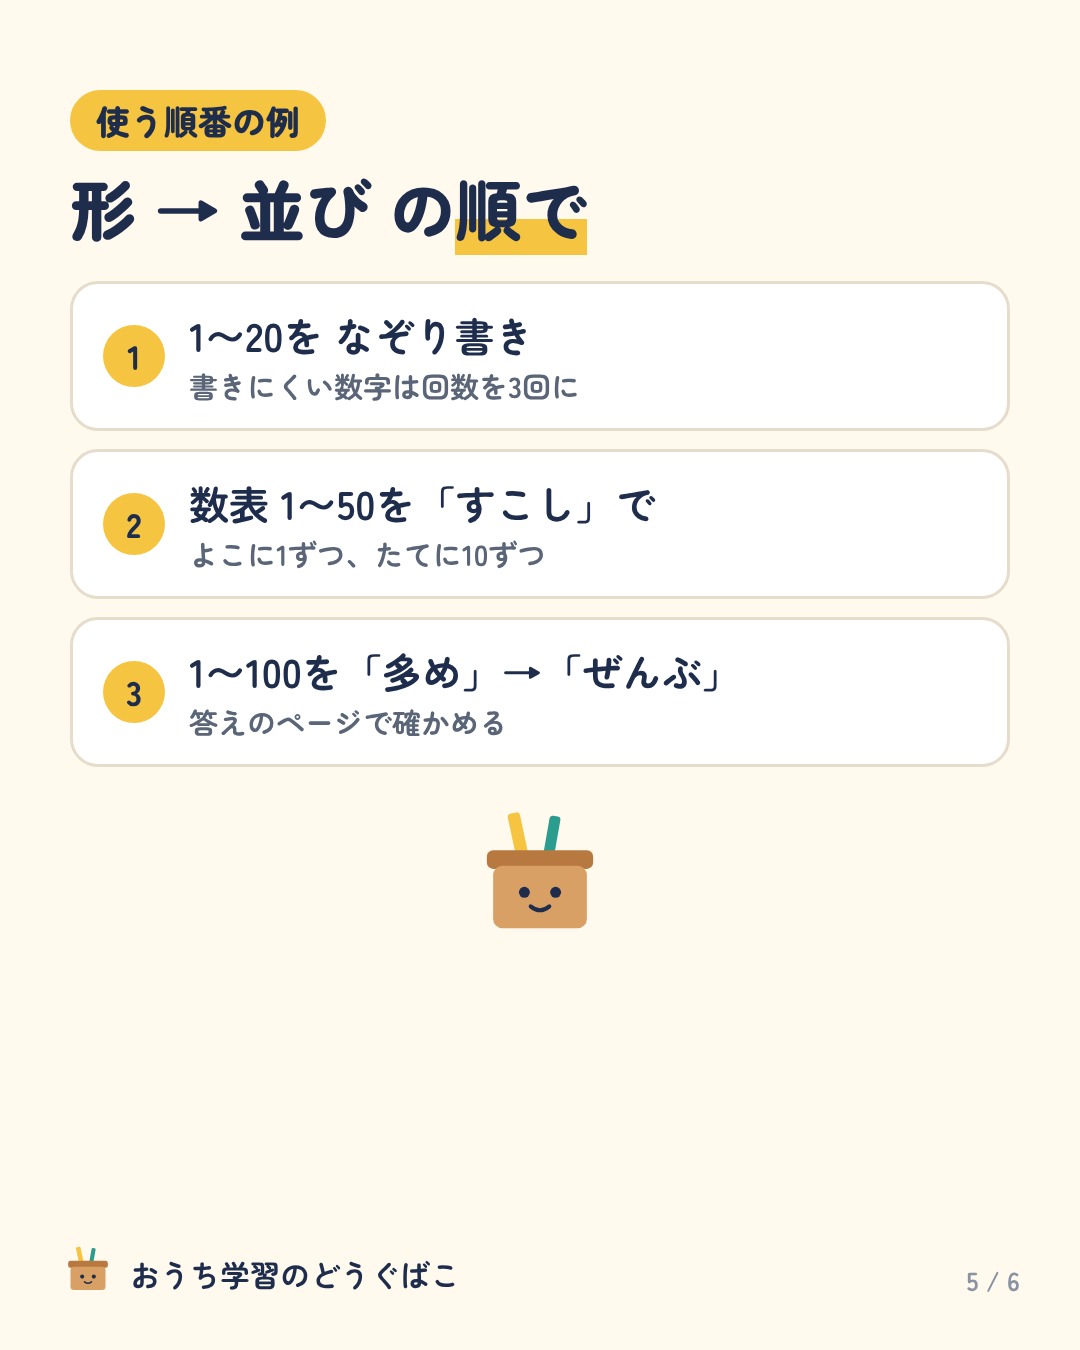 使う順番の例
形 → 並び の順で
1
1〜20を なぞり書き
書きにくい数字は回数を3回に
2
数表 1〜50を「すこし」で
よこに1ずつ、たてに10ずつ
3
1〜100を「多め」→「ぜんぶ」
答えのページで確かめる
おうち学習のどうぐばこ
5 / 6